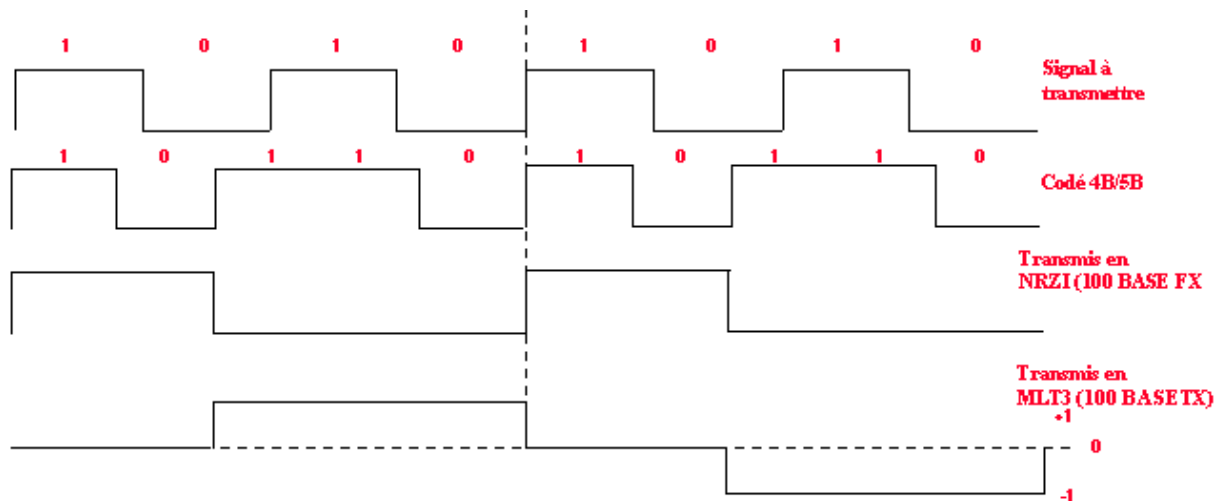 1 0 1 0 1 0 1 0
Signal à
transmettre
1 0 1 1 0 1 0 1 1 0
Codé 4B/5B
Transmis en
NRZI (100 BASE FX
Transmis en
MLT3 (100 BASETX)
+1
0
-1